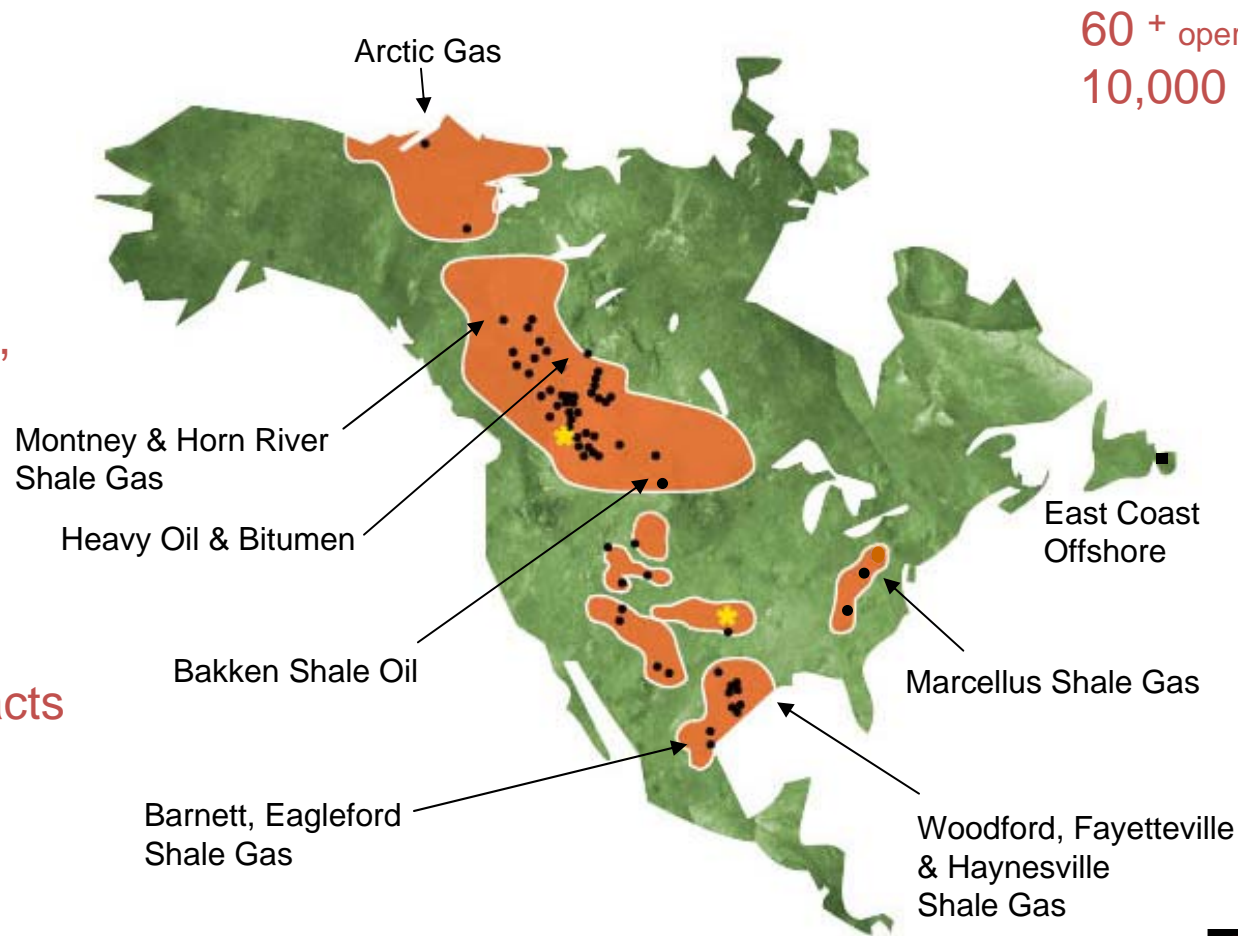 60 + oper
10,000
Arctic Gas
,
Montney & Horn River
Shale Gas
Heavy Oil & Bitumen
East Coast
Offshore
Bakken Shale Oil
Marcellus Shale Gas
acts
Barnett, Eagleford
Shale Gas
Woodford, Fayetteville
& Haynesville
Shale Gas